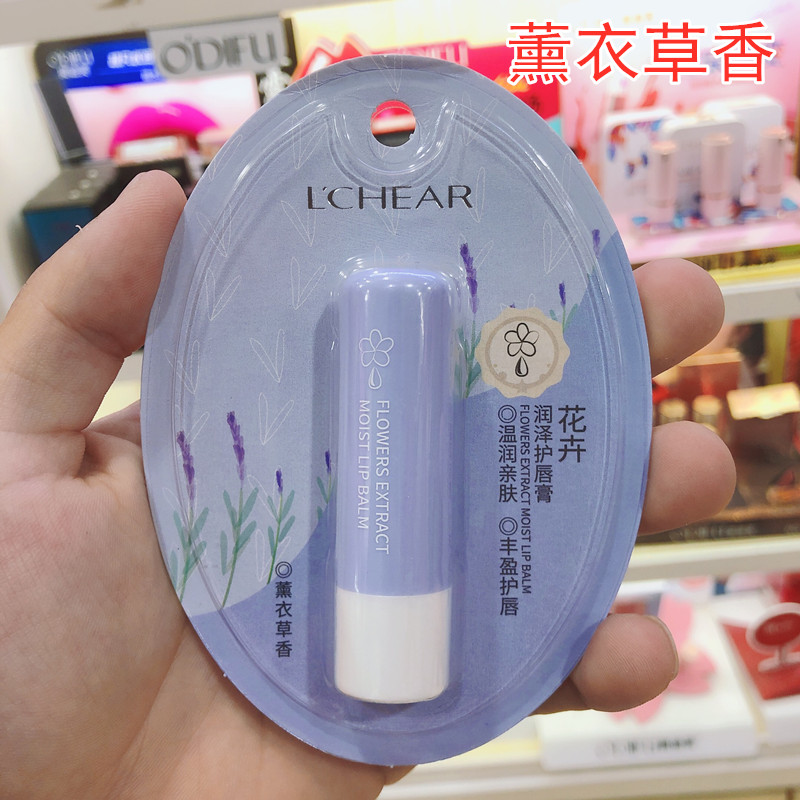 薰衣草香
O'DIFU
L'CHEAR
FLOWERS EXTRACT
MOIST LIP BALM
花卉
润泽护唇膏
FLOWERS EXTRACT MOIST LIP BALM
◎温润亲肤 ◎丰盈护唇
◎薰衣草香